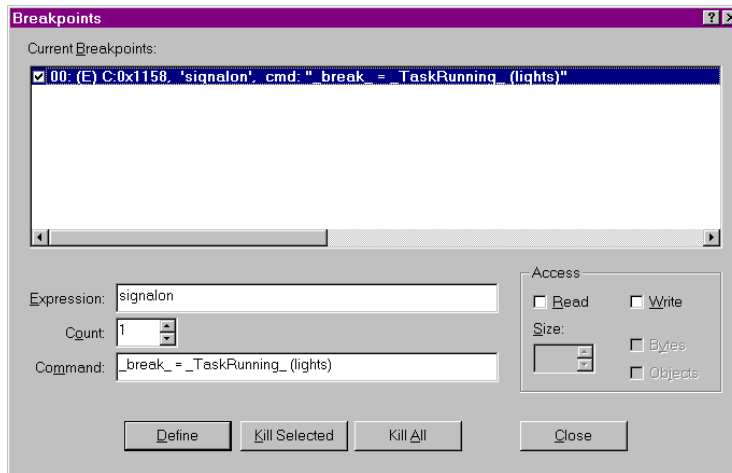 Breakpoints
Current Breakpoints:
00: (E) C:0x1158, 'signalon', cmd: "_break_ = _TaskRunning_ (lights)"
Access
Expression: signalon
Read Write
Count: 1
Size:
Bytes
Command: _break_ = _TaskRunning_ (lights)
Objects
Define Kill Selected Kill All Close